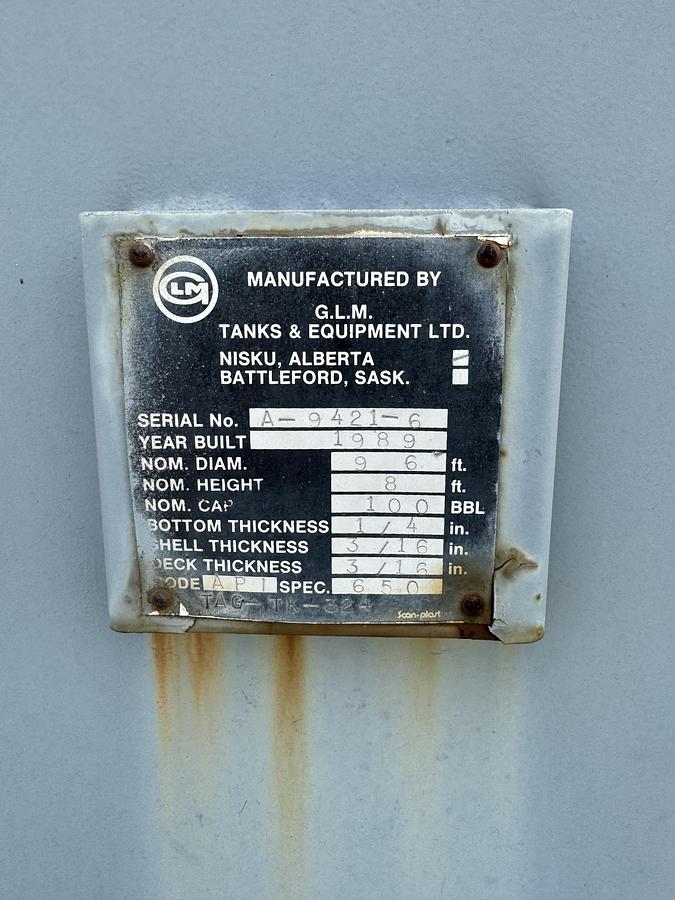 GLM
MANUFACTURED BY
G.L.M.
TANKS & EQUIPMENT LTD.
NISKU, ALBERTA
BATTLEFORD, SASK.
SERIAL No. A-9421-6
YEAR BUILT 1989
NOM. DIAM. 9 6 ft.
NOM. HEIGHT 8 ft.
NOM. CAP 100 BBL
BOTTOM THICKNESS 1/4 in.
SHELL THICKNESS 3/16 in.
DECK THICKNESS 3/16 in.
CODE API SPEC. 650
TAG-TK-324
Scan-plast